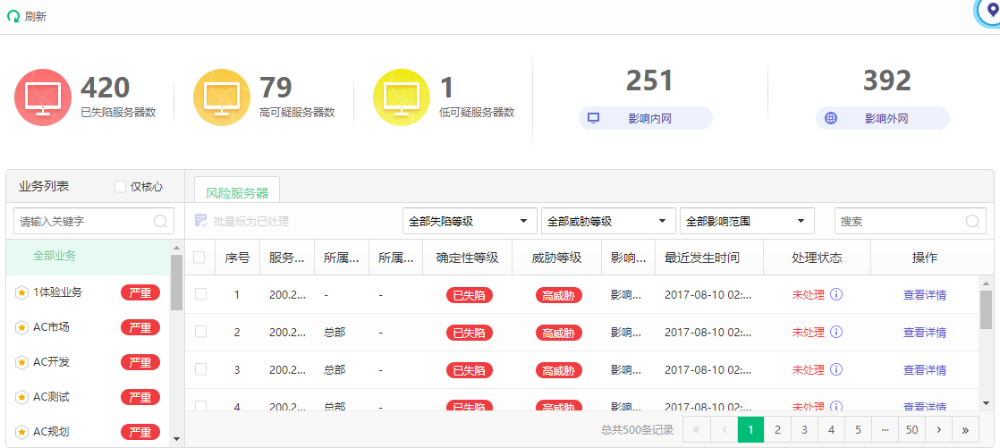 刷新
420
已失陷服务器数
79
高可疑服务器数
1
低可疑服务器数
251
影响内网
392
影响外网
业务列表 仅核心
请输入关键字
全部业务
1体验业务 严重
AC市场 严重
AC开发 严重
AC测试 严重
AC规划 严重
风险服务器
批量标为已处理 全部失陷等级 全部威胁等级 全部影响范围 搜索
序号 服务... 所属... 所属... 确定性等级 威胁等级 影响... 最近发生时间 处理状态 操作
1 200.2... - - 已失陷 高威胁 影响... 2017-08-10 02:... 未处理 查看详情
2 200.2... 总部 - 已失陷 高威胁 影响... 2017-08-10 02:... 未处理 查看详情
3 200.2... 总部 - 已失陷 高威胁 影响... 2017-08-10 02:... 未处理 查看详情
4 200.2... 总部 - 已失陷 高威胁 影响... 2017-08-10 02:... 未处理 查看详情
总共500条记录 « ‹ 1 2 3 4 5 ... 50 › »